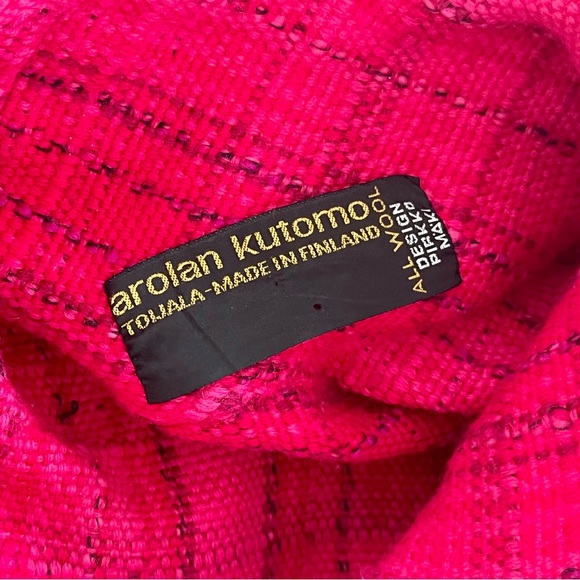 arolan kutomo
TOIJALA-MADE IN FINLAND
ALL WOOL
DESIGN
PIRKKO
MÄKI